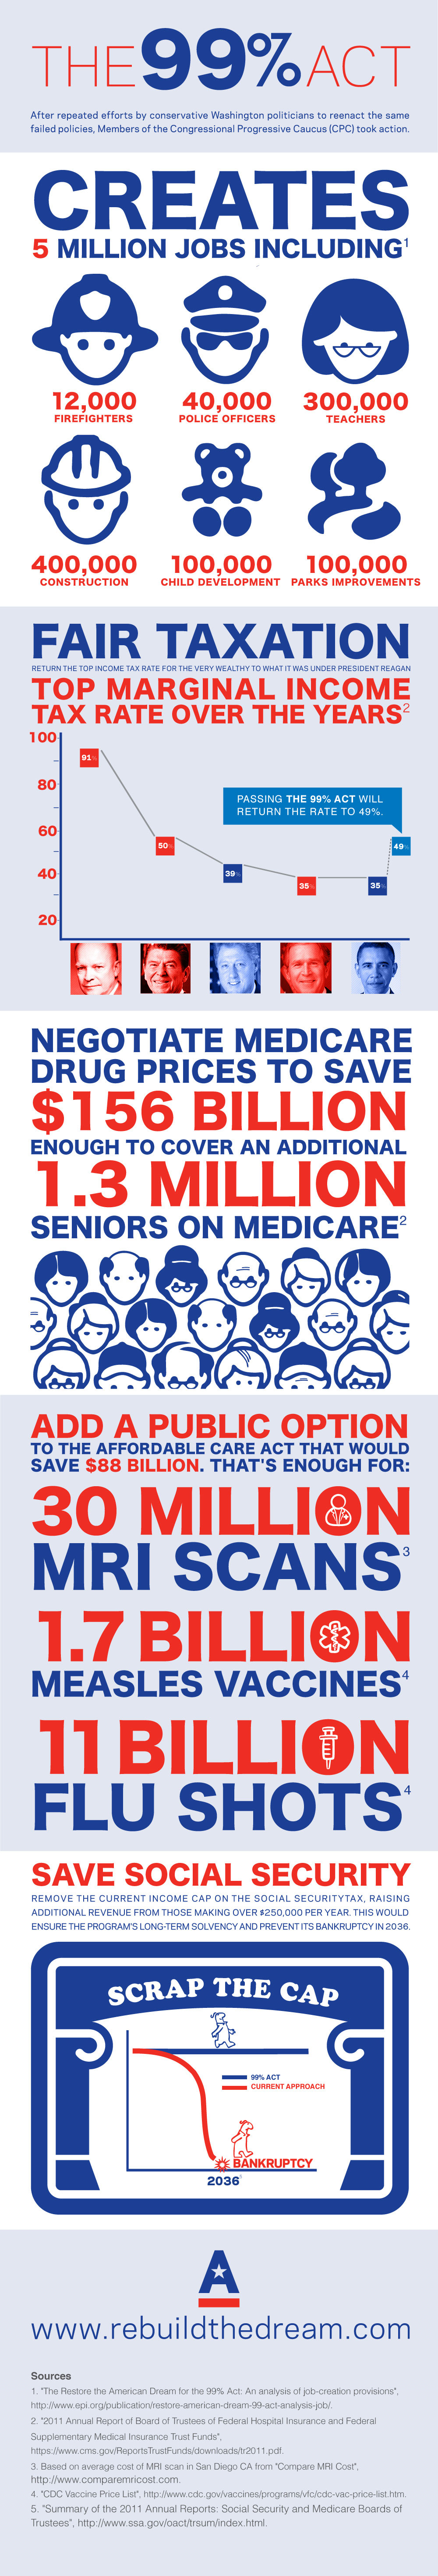 THE 99% ACT
After repeated efforts by conservative Washington politicians to reenact the same
failed policies, Members of the Congressional Progressive Caucus (CPC) took action.
CREATES
5 MILLION JOBS INCLUDING1
12,000
FIREFIGHTERS
40,000
POLICE OFFICERS
300,000
TEACHERS
400,000
CONSTRUCTION
100,000
CHILD DEVELOPMENT
100,000
PARKS IMPROVEMENTS
FAIR TAXATION
RETURN THE TOP INCOME TAX RATE FOR THE VERY WEALTHY TO WHAT IT WAS UNDER PRESIDENT REAGAN
TOP MARGINAL INCOME
TAX RATE OVER THE YEARS2
100
80
60
40
20
91%
50%
39%
35%
35%
49%
PASSING THE 99% ACT WILL
RETURN THE RATE TO 49%.
NEGOTIATE MEDICARE
DRUG PRICES TO SAVE
$156 BILLION
ENOUGH TO COVER AN ADDITIONAL
1.3 MILLION
SENIORS ON MEDICARE2
ADD A PUBLIC OPTION
TO THE AFFORDABLE CARE ACT THAT WOULD
SAVE $88 BILLION. THAT'S ENOUGH FOR:
30 MILLION
MRI SCANS3
1.7 BILLION
MEASLES VACCINES4
11 BILLION
FLU SHOTS4
SAVE SOCIAL SECURITY
REMOVE THE CURRENT INCOME CAP ON THE SOCIAL SECURITYTAX, RAISING
ADDITIONAL REVENUE FROM THOSE MAKING OVER $250,000 PER YEAR. THIS WOULD
ENSURE THE PROGRAM'S LONG-TERM SOLVENCY AND PREVENT ITS BANKRUPTCY IN 2036.
SCRAP THE CAP
99% ACT
CURRENT APPROACH
BANKRUPTCY
20365
A
www.rebuildthedream.com
Sources
1. "The Restore the American Dream for the 99% Act: An analysis of job-creation provisions",
http://www.epi.org/publication/restore-american-dream-99-act-analysis-job/.
2. "2011 Annual Report of Board of Trustees of Federal Hospital Insurance and Federal
Supplementary Medical Insurance Trust Funds",
https://www.cms.gov/ReportsTrustFunds/downloads/tr2011.pdf.
3. Based on average cost of MRI scan in San Diego CA from "Compare MRI Cost",
http://www.comparemricost.com.
4. "CDC Vaccine Price List", http://www.cdc.gov/vaccines/programs/vfc/cdc-vac-price-list.htm.
5. "Summary of the 2011 Annual Reports: Social Security and Medicare Boards of
Trustees", http://www.ssa.gov/oact/trsum/index.html.